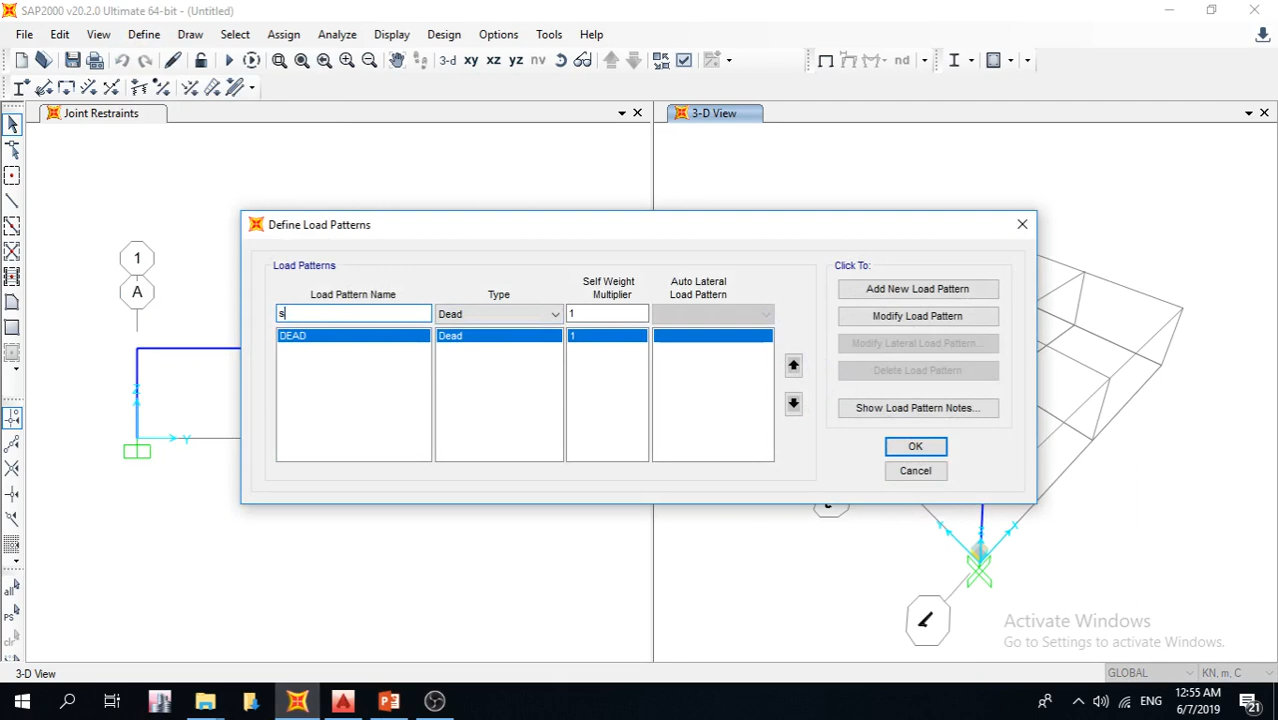 SAP2000 v20.2.0 Ultimate 64-bit - (Untitled)
File Edit View Define Draw Select Assign Analyze Display Design Options Tools Help
3-d xy xz yz nv nd
Joint Restraints
3-D View
Define Load Patterns
Load Patterns
Click To:
Load Pattern Name
Type
Self Weight
Multiplier
Auto Lateral
Load Pattern
s
Dead
1
Add New Load Pattern
DEAD
Dead
1
Modify Load Pattern
Modify Lateral Load Pattern...
Delete Load Pattern
Show Load Pattern Notes...
OK
Cancel
1
A
Z
Y
Y
Z
X
all
PS
clr
Activate Windows
Go to Settings to activate Windows.
3-D View
GLOBAL
KN, m, C
ENG
12:55 AM
6/7/2019
21